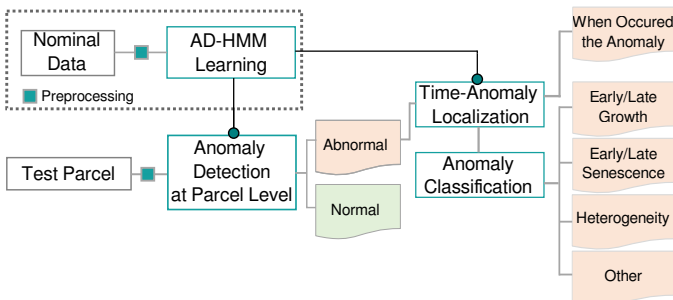 Nominal
Data
AD-HMM
Learning
Preprocessing
Test Parcel
Anomaly
Detection
at Parcel Level
Abnormal
Normal
Time-Anomaly
Localization
Anomaly
Classification
When Occured
the Anomaly
Early/Late
Growth
Early/Late
Senescence
Heterogeneity
Other